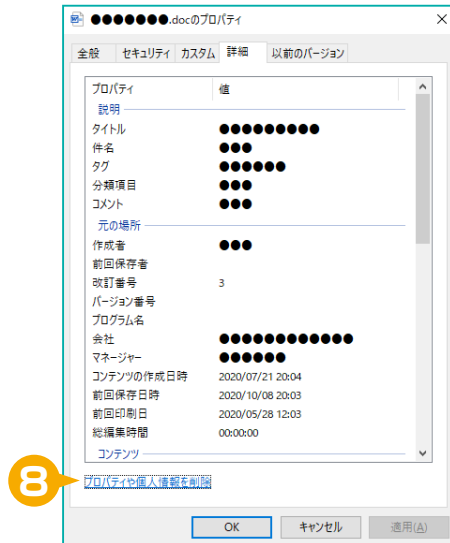 ●●●●●●●.docのプロパティ
全般 セキュリティ カスタム 詳細 以前のバージョン
プロパティ 値
説明
タイトル ●●●●●●●●●
件名 ●●●
タグ ●●●●●●
分類項目 ●●●
コメント ●●●
元の場所
作成者 ●●●
前回保存者
改訂番号 3
バージョン番号
プログラム名
会社 ●●●●●●●●●●●●
マネージャー ●●●●●●
コンテンツの作成日時 2020/07/21 20:04
前回保存日時 2020/10/08 20:03
前回印刷日 2020/05/28 12:03
総編集時間 00:00:00
コンテンツ
8 プロパティや個人情報を削除
OK キャンセル 適用(A)